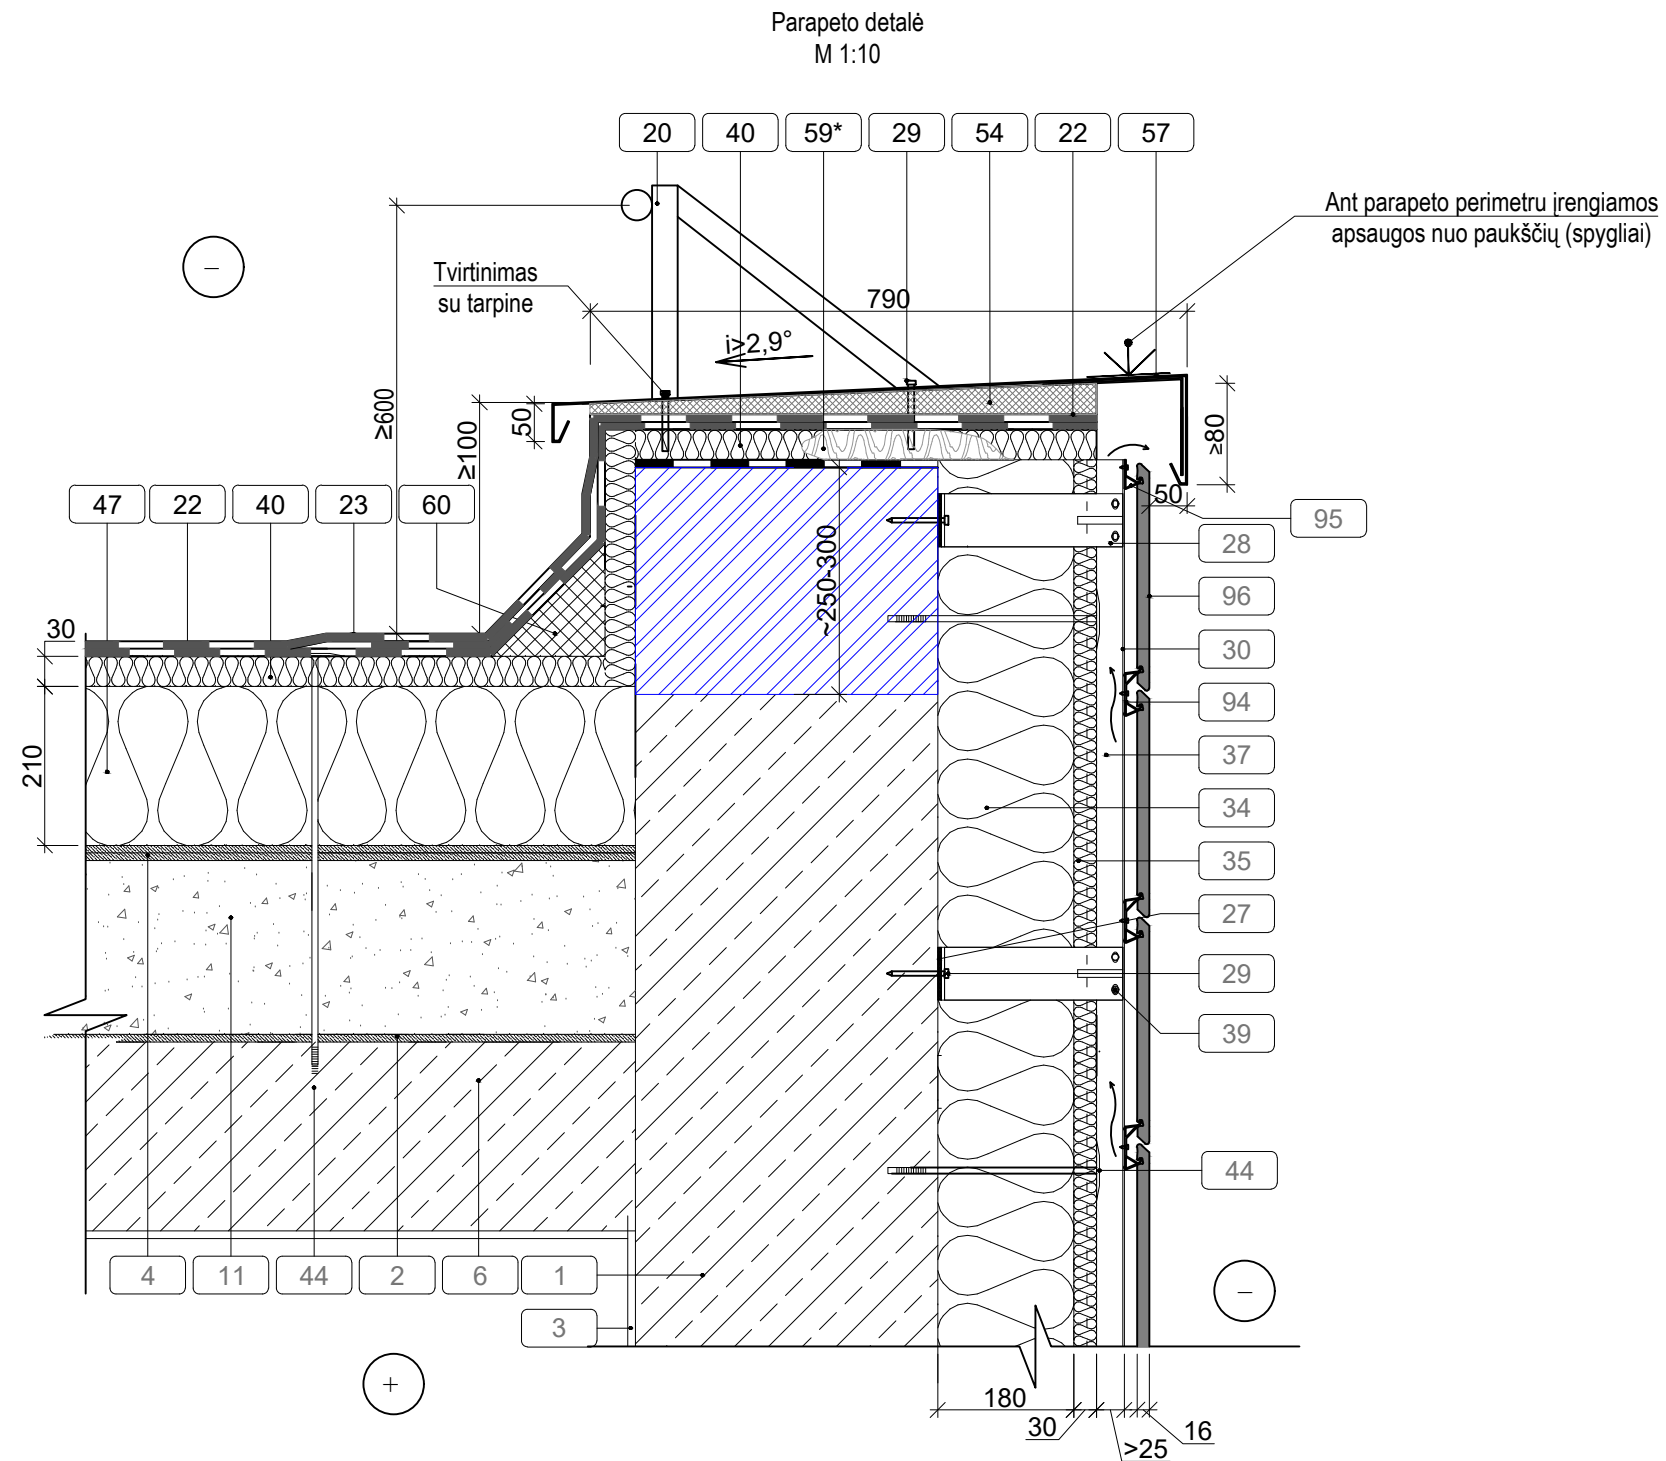 Parapeto detalė
M 1:10
20 40 59* 29 54 22 57
Ant parapeto perimetru įrengiamos
apsaugos nuo paukščių (spygliai)
−
Tvirtinimas
su tarpine
790
i>2,9°
≥600
≥100
50
≥80
50
47 22 40 23 60
95
28
96
30
94
37
34
35
27
29
39
44
30
210
~250-300
4 11 44 2 6 1
3
−
+
180
30
>25
16